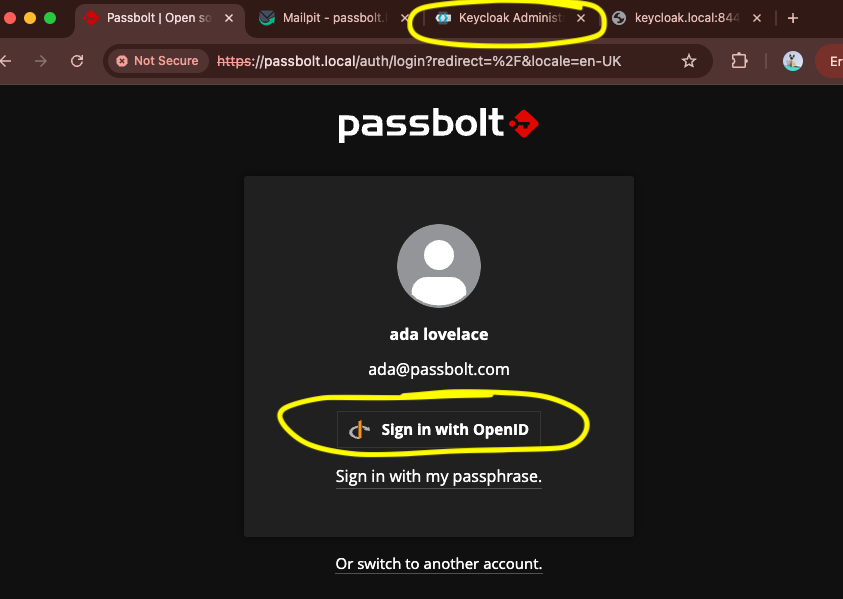 Passbolt | Open so
Mailpit - passbolt.
Keycloak Administ
keycloak.local:844
Not Secure
https://passbolt.local/auth/login?redirect=%2F&locale=en-UK
Er
passbolt
ada lovelace
ada@passbolt.com
Sign in with OpenID
Sign in with my passphrase.
Or switch to another account.